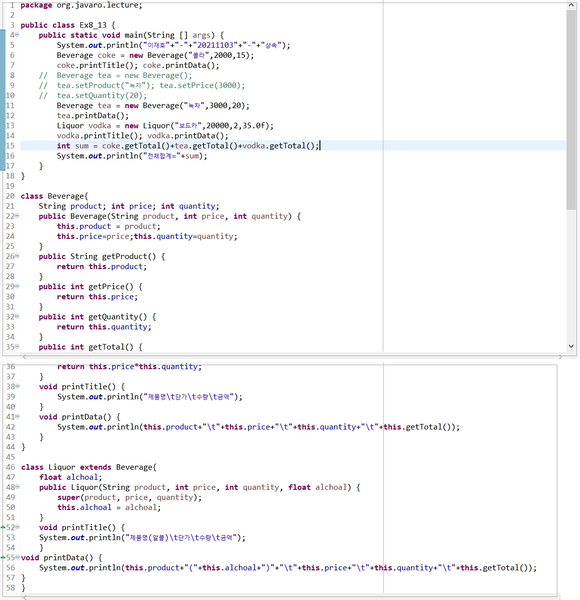 1 package org.javaro.lecture;
2
3 public class Ex8_13 {
4 public static void main(String [] args) {
5 System.out.println("이재호"+"-"+"20211103"+"-"+"상속");
6 Beverage coke = new Beverage("콜라",2000,15);
7 coke.printTitle(); coke.printData();
8 // Beverage tea = new Beverage();
9 // tea.setProduct("녹차"); tea.setPrice(3000);
10 // tea.setQuantity(20);
11 Beverage tea = new Beverage("녹차",3000,20);
12 tea.printData();
13 Liquor vodka = new Liquor("보드카",20000,2,35.0f);
14 vodka.printTitle(); vodka.printData();
15 int sum = coke.getTotal()+tea.getTotal()+vodka.getTotal();
16 System.out.println("전체합계="+sum);
17 }
18 }
19
20 class Beverage{
21 String product; int price; int quantity;
22 public Beverage(String product, int price, int quantity) {
23 this.product = product;
24 this.price=price;this.quantity=quantity;
25 }
26 public String getProduct() {
27 return this.product;
28 }
29 public int getPrice() {
30 return this.price;
31 }
32 public int getQuantity() {
33 return this.quantity;
34 }
35 public int getTotal() {
36 return this.price*this.quantity;
37 }
38 void printTitle() {
39 System.out.println("제품명\t단가\t수량\t금액");
40 }
41 void printData() {
42 System.out.println(this.product+"\t"+this.price+"\t"+this.quantity+"\t"+this.getTotal());
43 }
44 }
45
46 class Liquor extends Beverage{
47 float alchoal;
48 public Liquor(String product, int price, int quantity, float alchoal) {
49 super(product, price, quantity);
50 this.alchoal = alchoal;
51 }
52 void printTitle() {
53 System.out.println("제품명(알콜)\t단가\t수량\t금액");
54 }
55 void printData() {
56 System.out.println(this.product+"("+this.alchoal+")"+"\t"+this.price+"\t"+this.quantity+"\t"+this.getTotal());
57 }
58 }